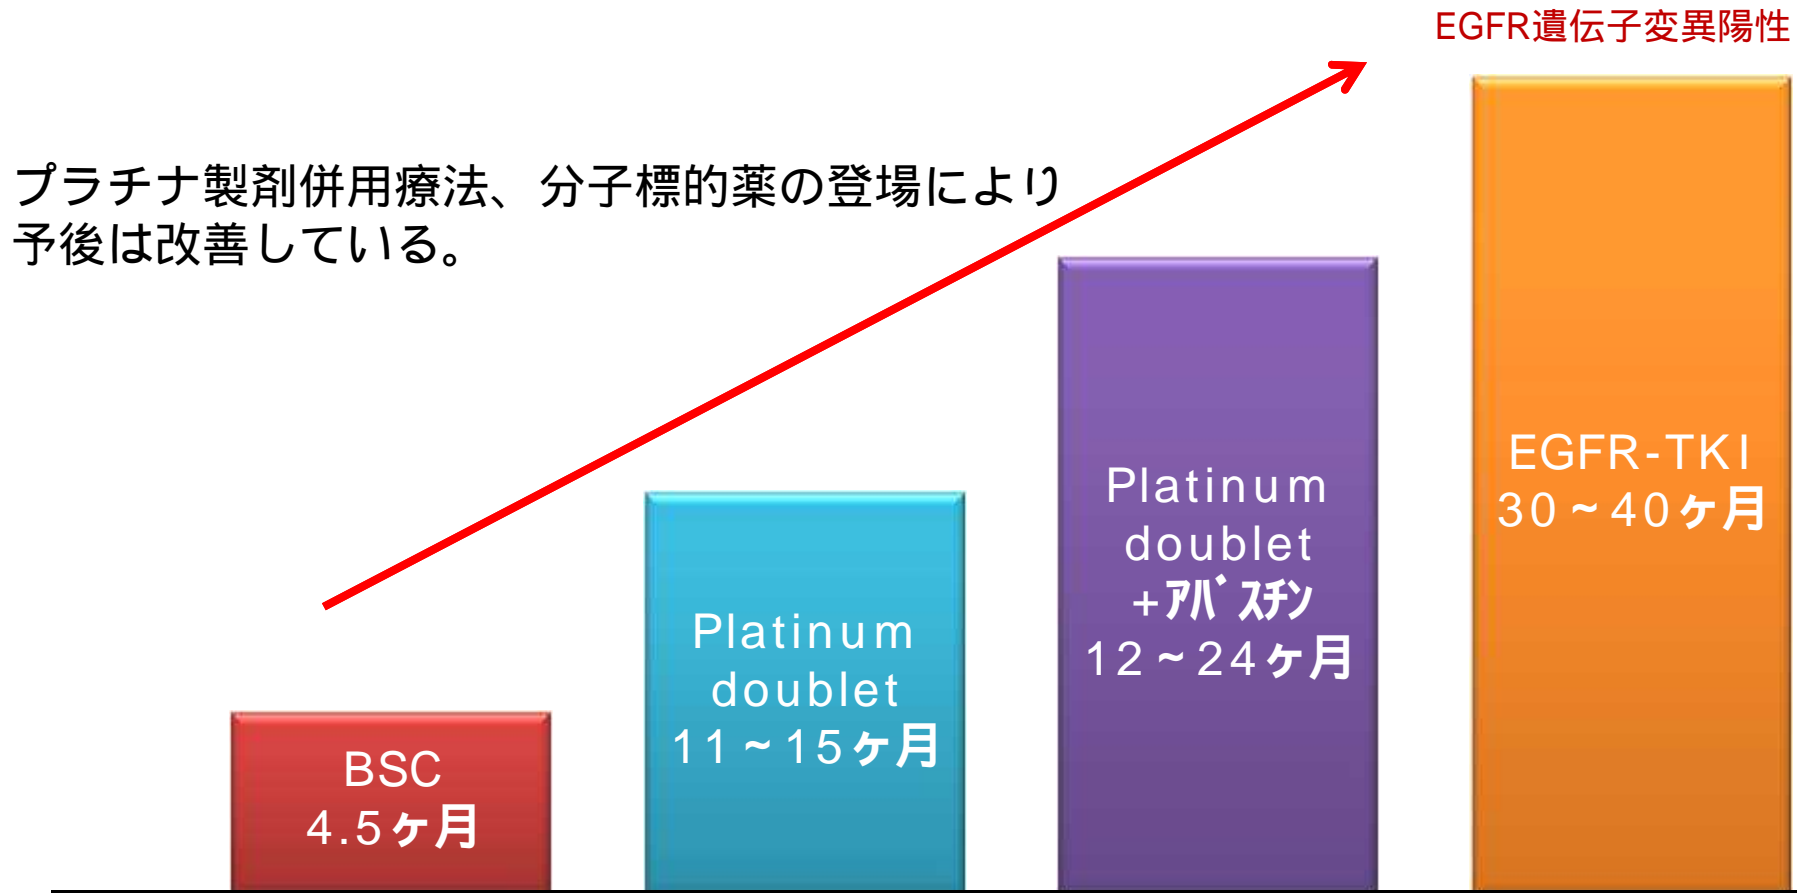 EGFR遺伝子変異陽性
プラチナ製剤併用療法、分子標的薬の登場により
予後は改善している。
BSC
4.5ヶ月
Platinum
doublet
11~15ヶ月
Platinum
doublet
+ｱﾊﾞｽﾁﾝ
12~24ヶ月
EGFR-TKI
30~40ヶ月